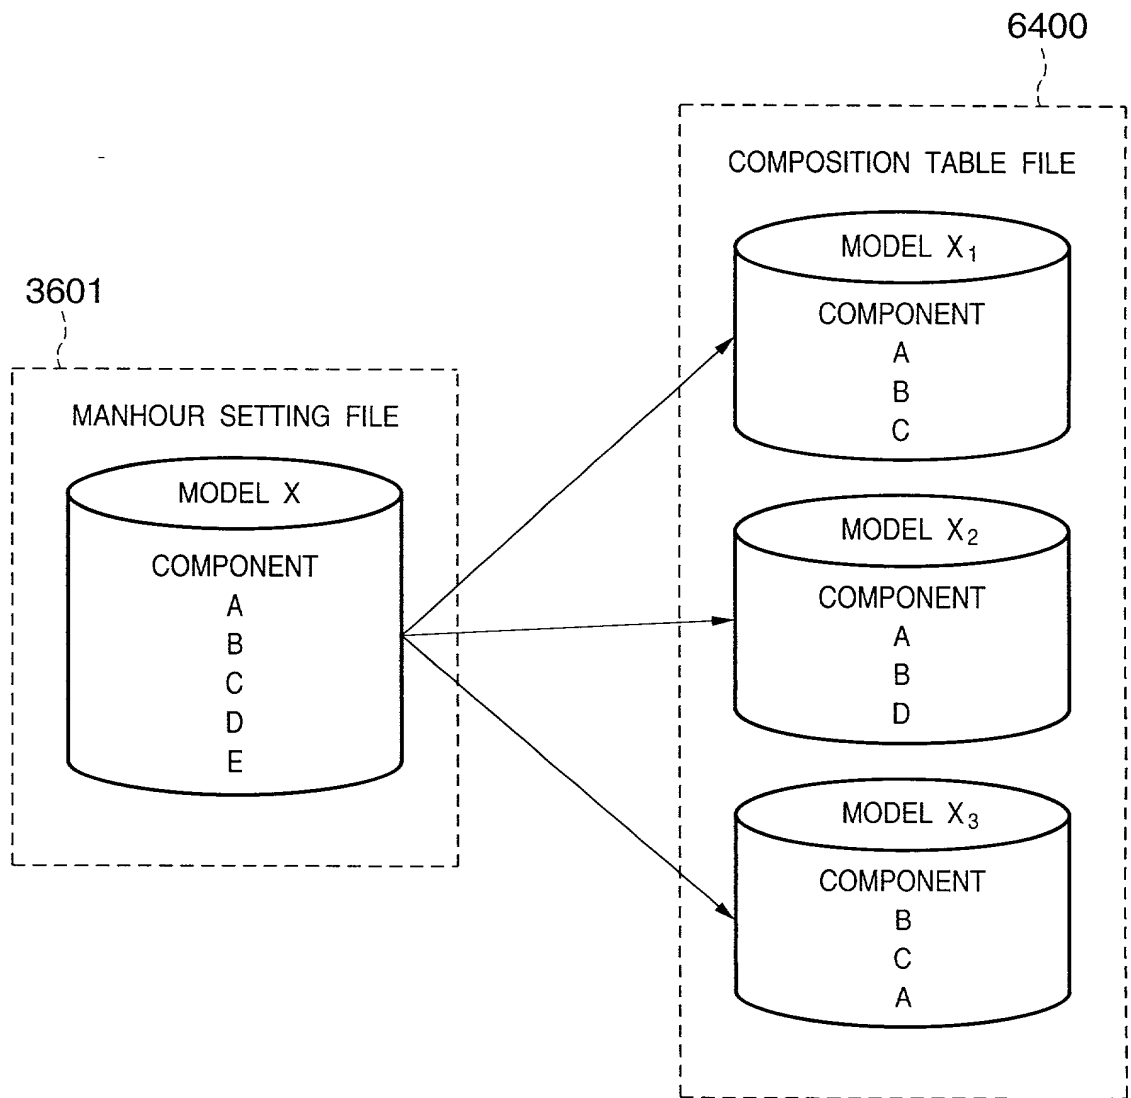 6400
COMPOSITION TABLE FILE
MODEL X1
COMPONENT
A
B
C
MODEL X2
COMPONENT
A
B
D
MODEL X3
COMPONENT
B
C
A
3601
MANHOUR SETTING FILE
MODEL X
COMPONENT
A
B
C
D
E